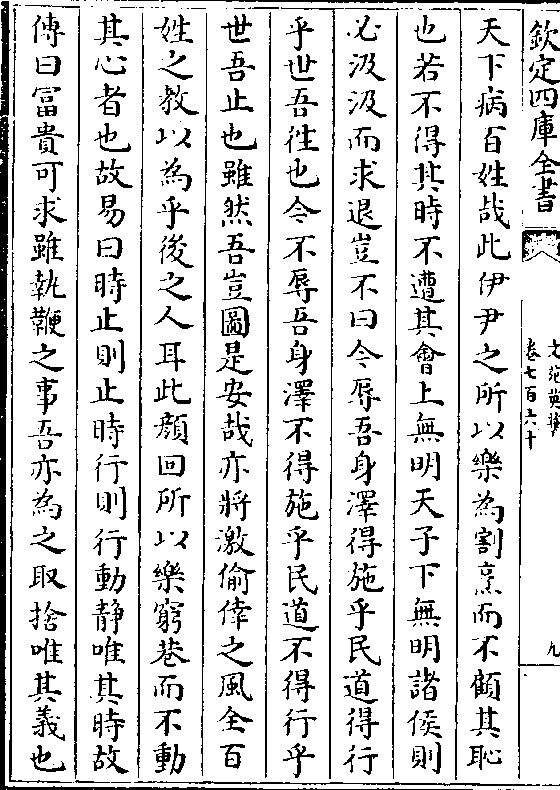 欽定四庫全書
文苑英華
卷七百六十
九
天下病百姓哉此伊尹之所以樂為割烹而不顧其恥
也若不得其時不遭其會上無明天子下無明諸侯則
必汲汲而求退豈不曰今辱吾身澤得施乎民道得行
乎世吾徃也今不辱吾身澤不得施乎民道不得行乎
世吾止也雖然吾豈圖是安哉亦將激偷倖之風全百
姓之教以為乎後之人耳此顔回所以樂窮巷而不動
其心者也故易曰時止則止時行則行動静唯其時故
傳曰冨貴可求雖執鞭之事吾亦為之取捨唯其義也